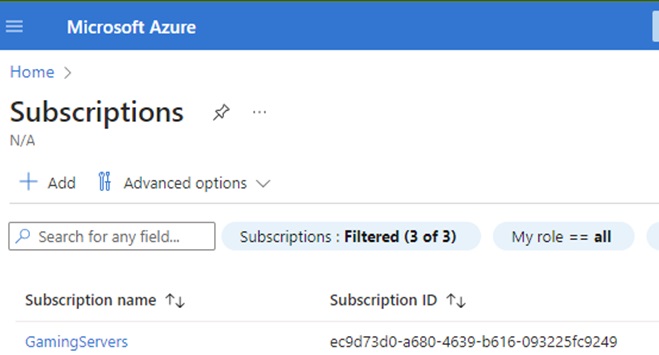 Microsoft Azure
Home >
Subscriptions
N/A
+ Add Advanced options
Search for any field... Subscriptions : Filtered (3 of 3) My role == all
Subscription name ↑↓ Subscription ID ↑↓
GamingServers ec9d73d0-a680-4639-b616-093225fc9249